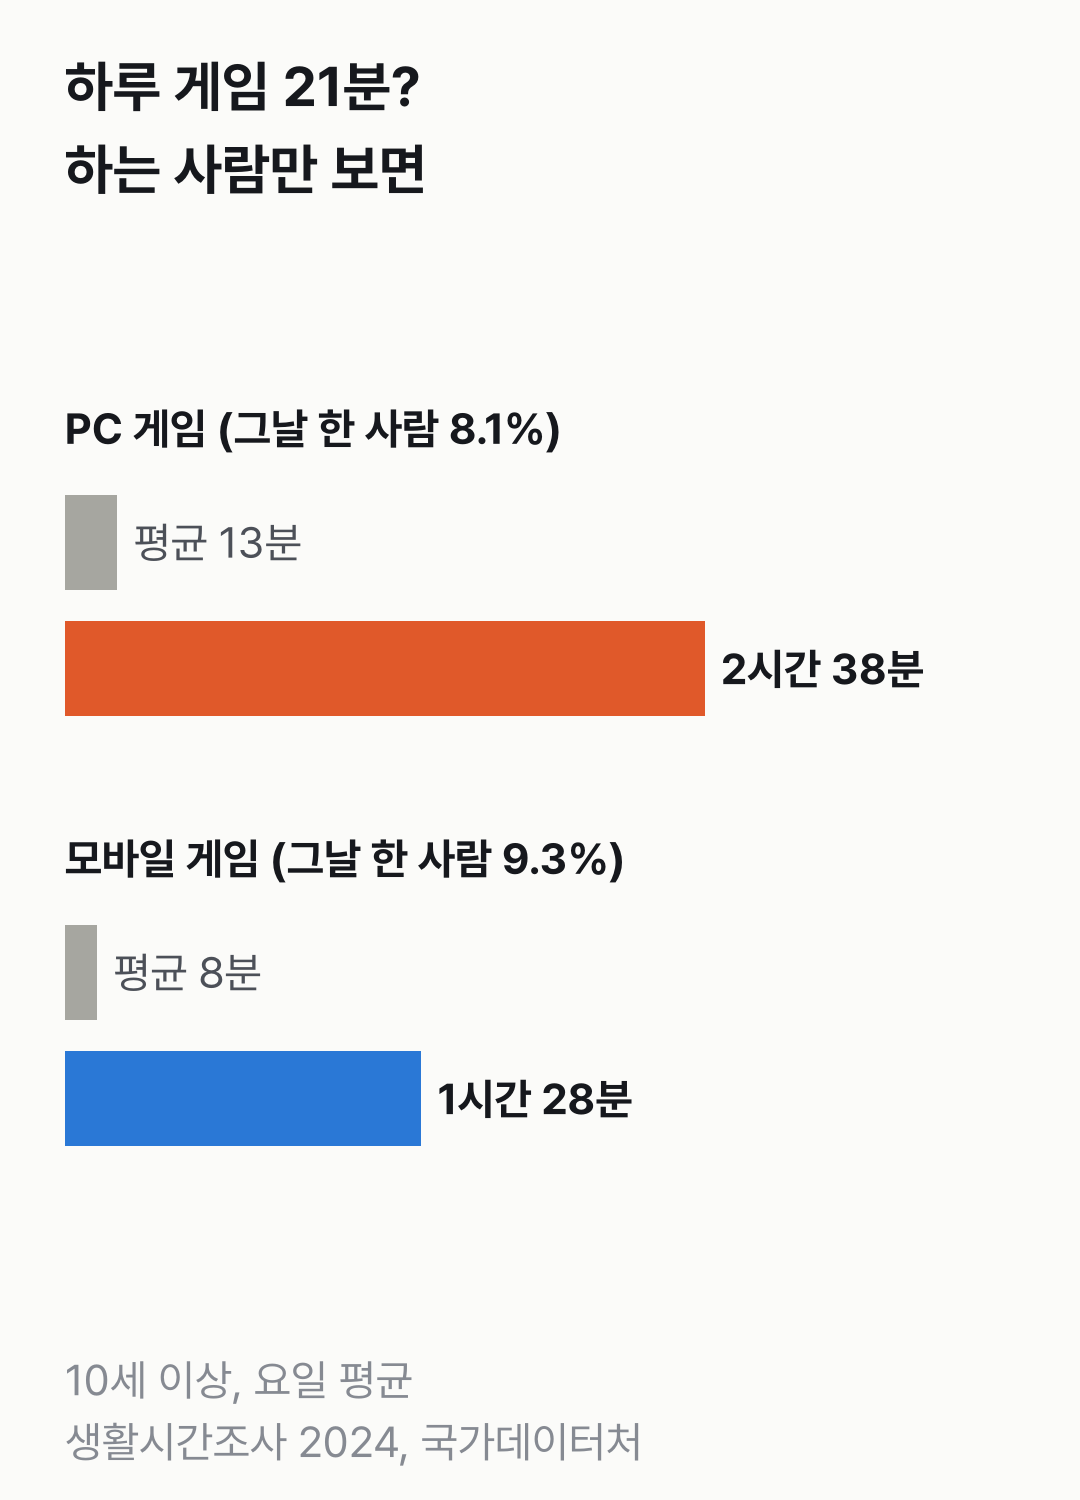 하루 게임 21분?
하는 사람만 보면
PC 게임 (그날 한 사람 8.1%)
평균 13분
2시간 38분
모바일 게임 (그날 한 사람 9.3%)
평균 8분
1시간 28분
10세 이상, 요일 평균
생활시간조사 2024, 국가데이터처